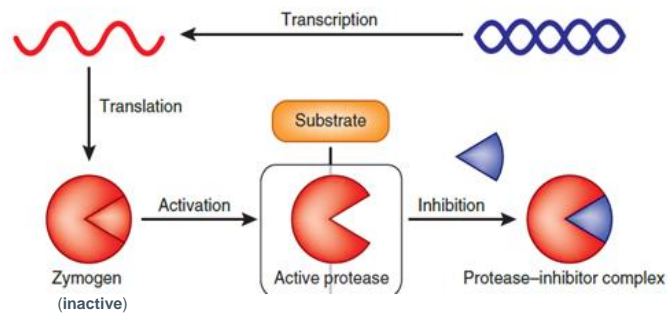 Transcription
Translation
Substrate
Activation
Inhibition
Zymogen
(inactive)
Active protease
Protease–inhibitor complex